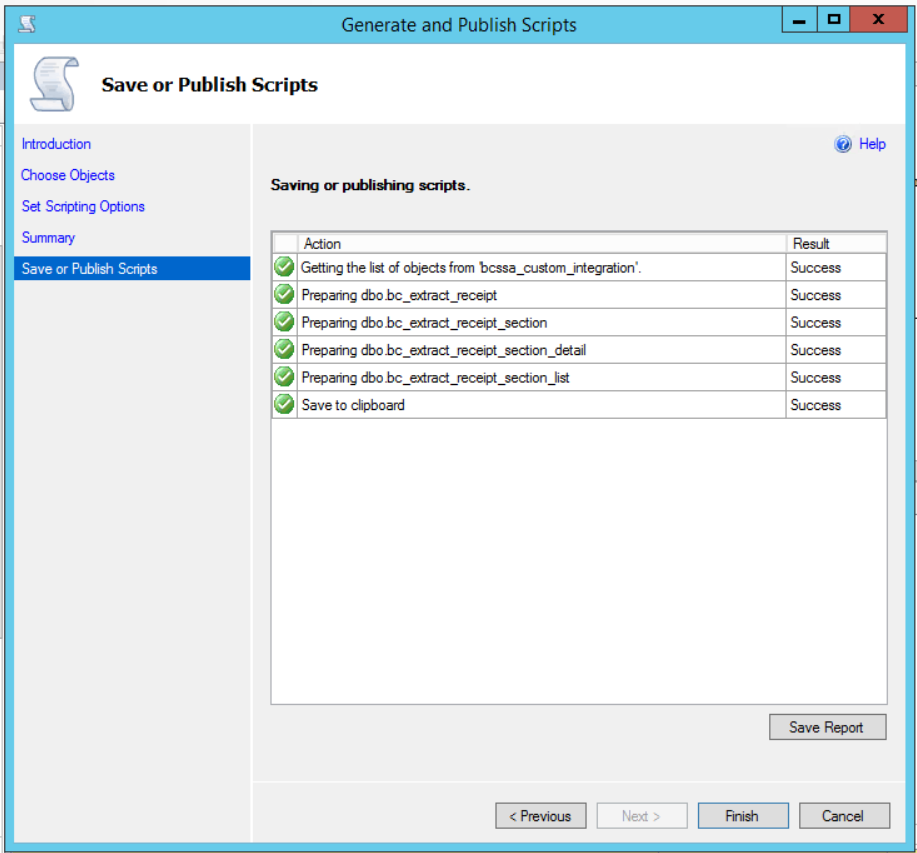 Generate and Publish Scripts
Save or Publish Scripts
Introduction
Choose Objects
Set Scripting Options
Summary
Save or Publish Scripts
Help
Saving or publishing scripts.
Action Result
Getting the list of objects from 'bcssa_custom_integration'. Success
Preparing dbo.bc_extract_receipt Success
Preparing dbo.bc_extract_receipt_section Success
Preparing dbo.bc_extract_receipt_section_detail Success
Preparing dbo.bc_extract_receipt_section_list Success
Save to clipboard Success
Save Report
< Previous Next > Finish Cancel